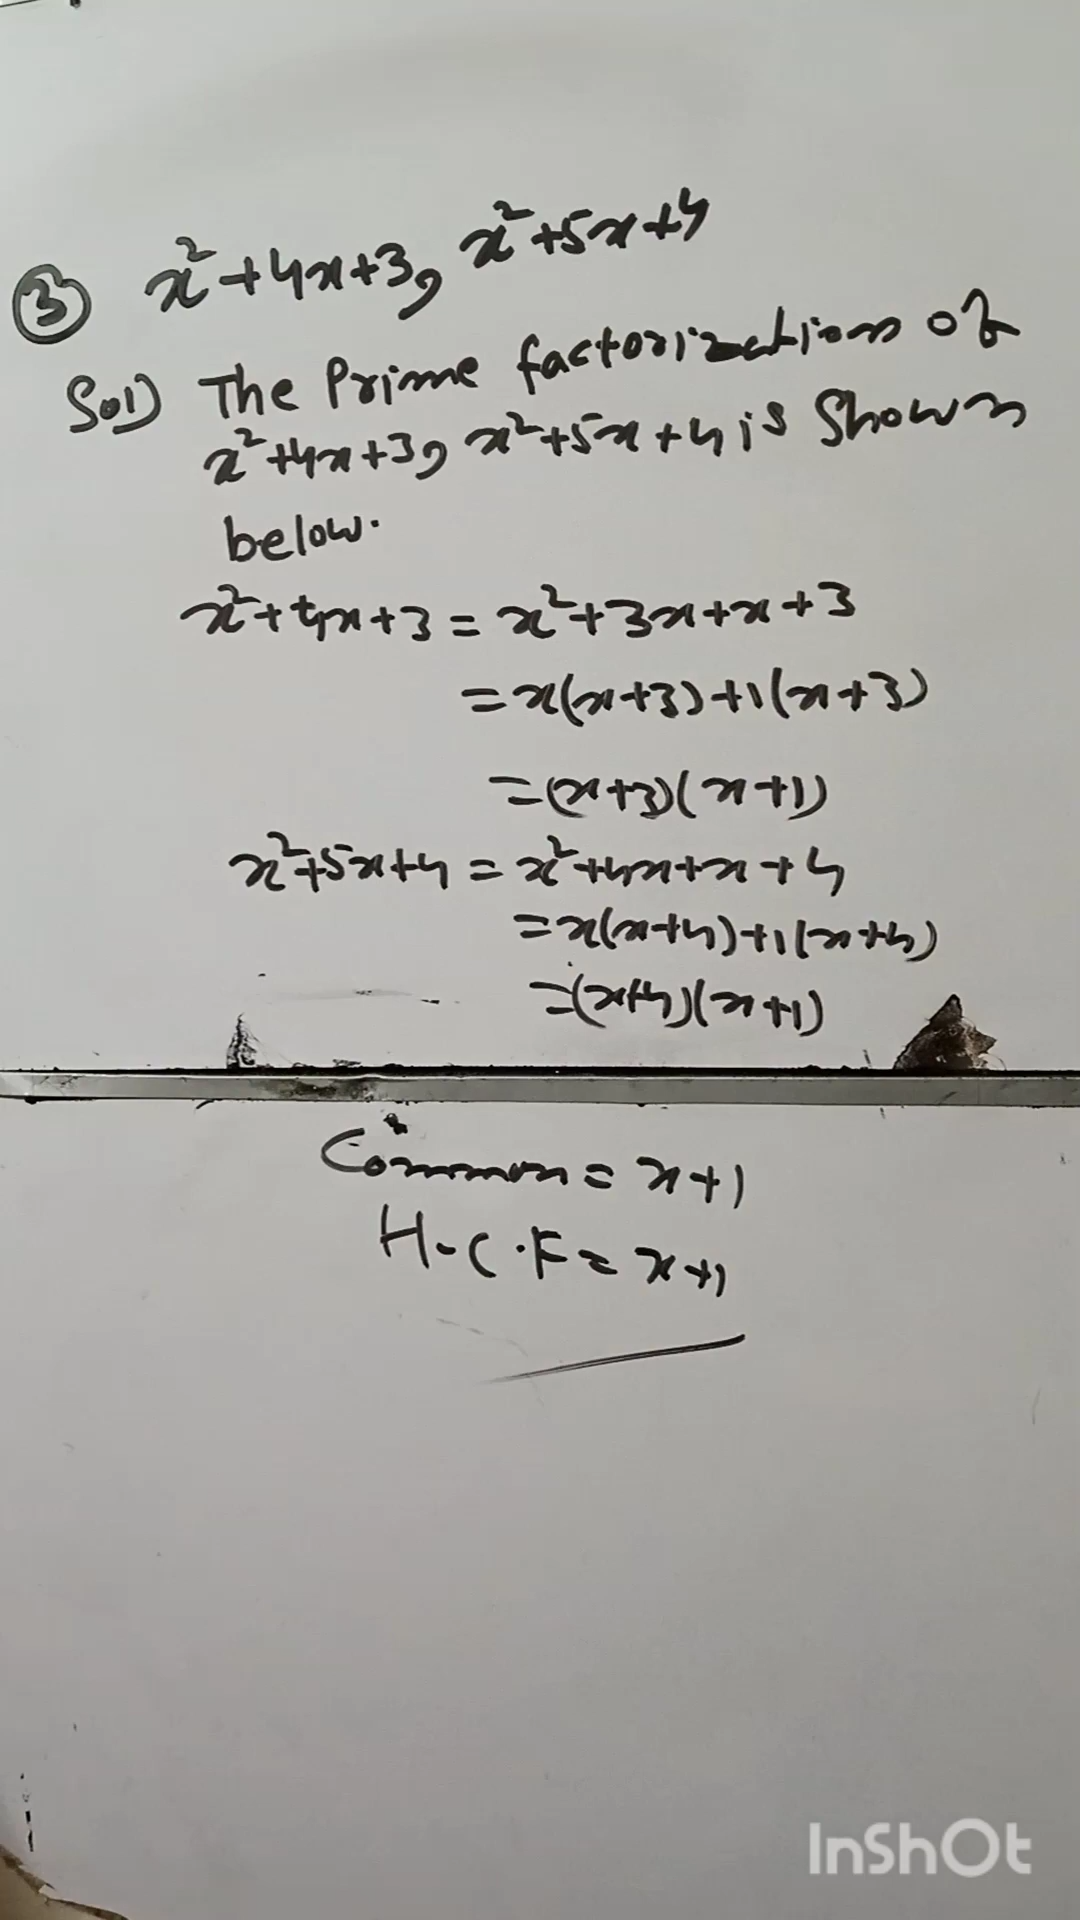 ③ x²+4x+3, x²+5x+4
Sol) The Prime factorization of
x²+4x+3, x²+5x+4 is Shown
below.
x²+4x+3 = x²+3x+x+3
=x(x+3)+1(x+3)
=(x+3)(x+1)
x²+5x+4 = x²+4x+x+4
=x(x+4)+1(x+4)
=(x+4)(x+1)
Common = x+1
H.C.F = x+1
InShOt